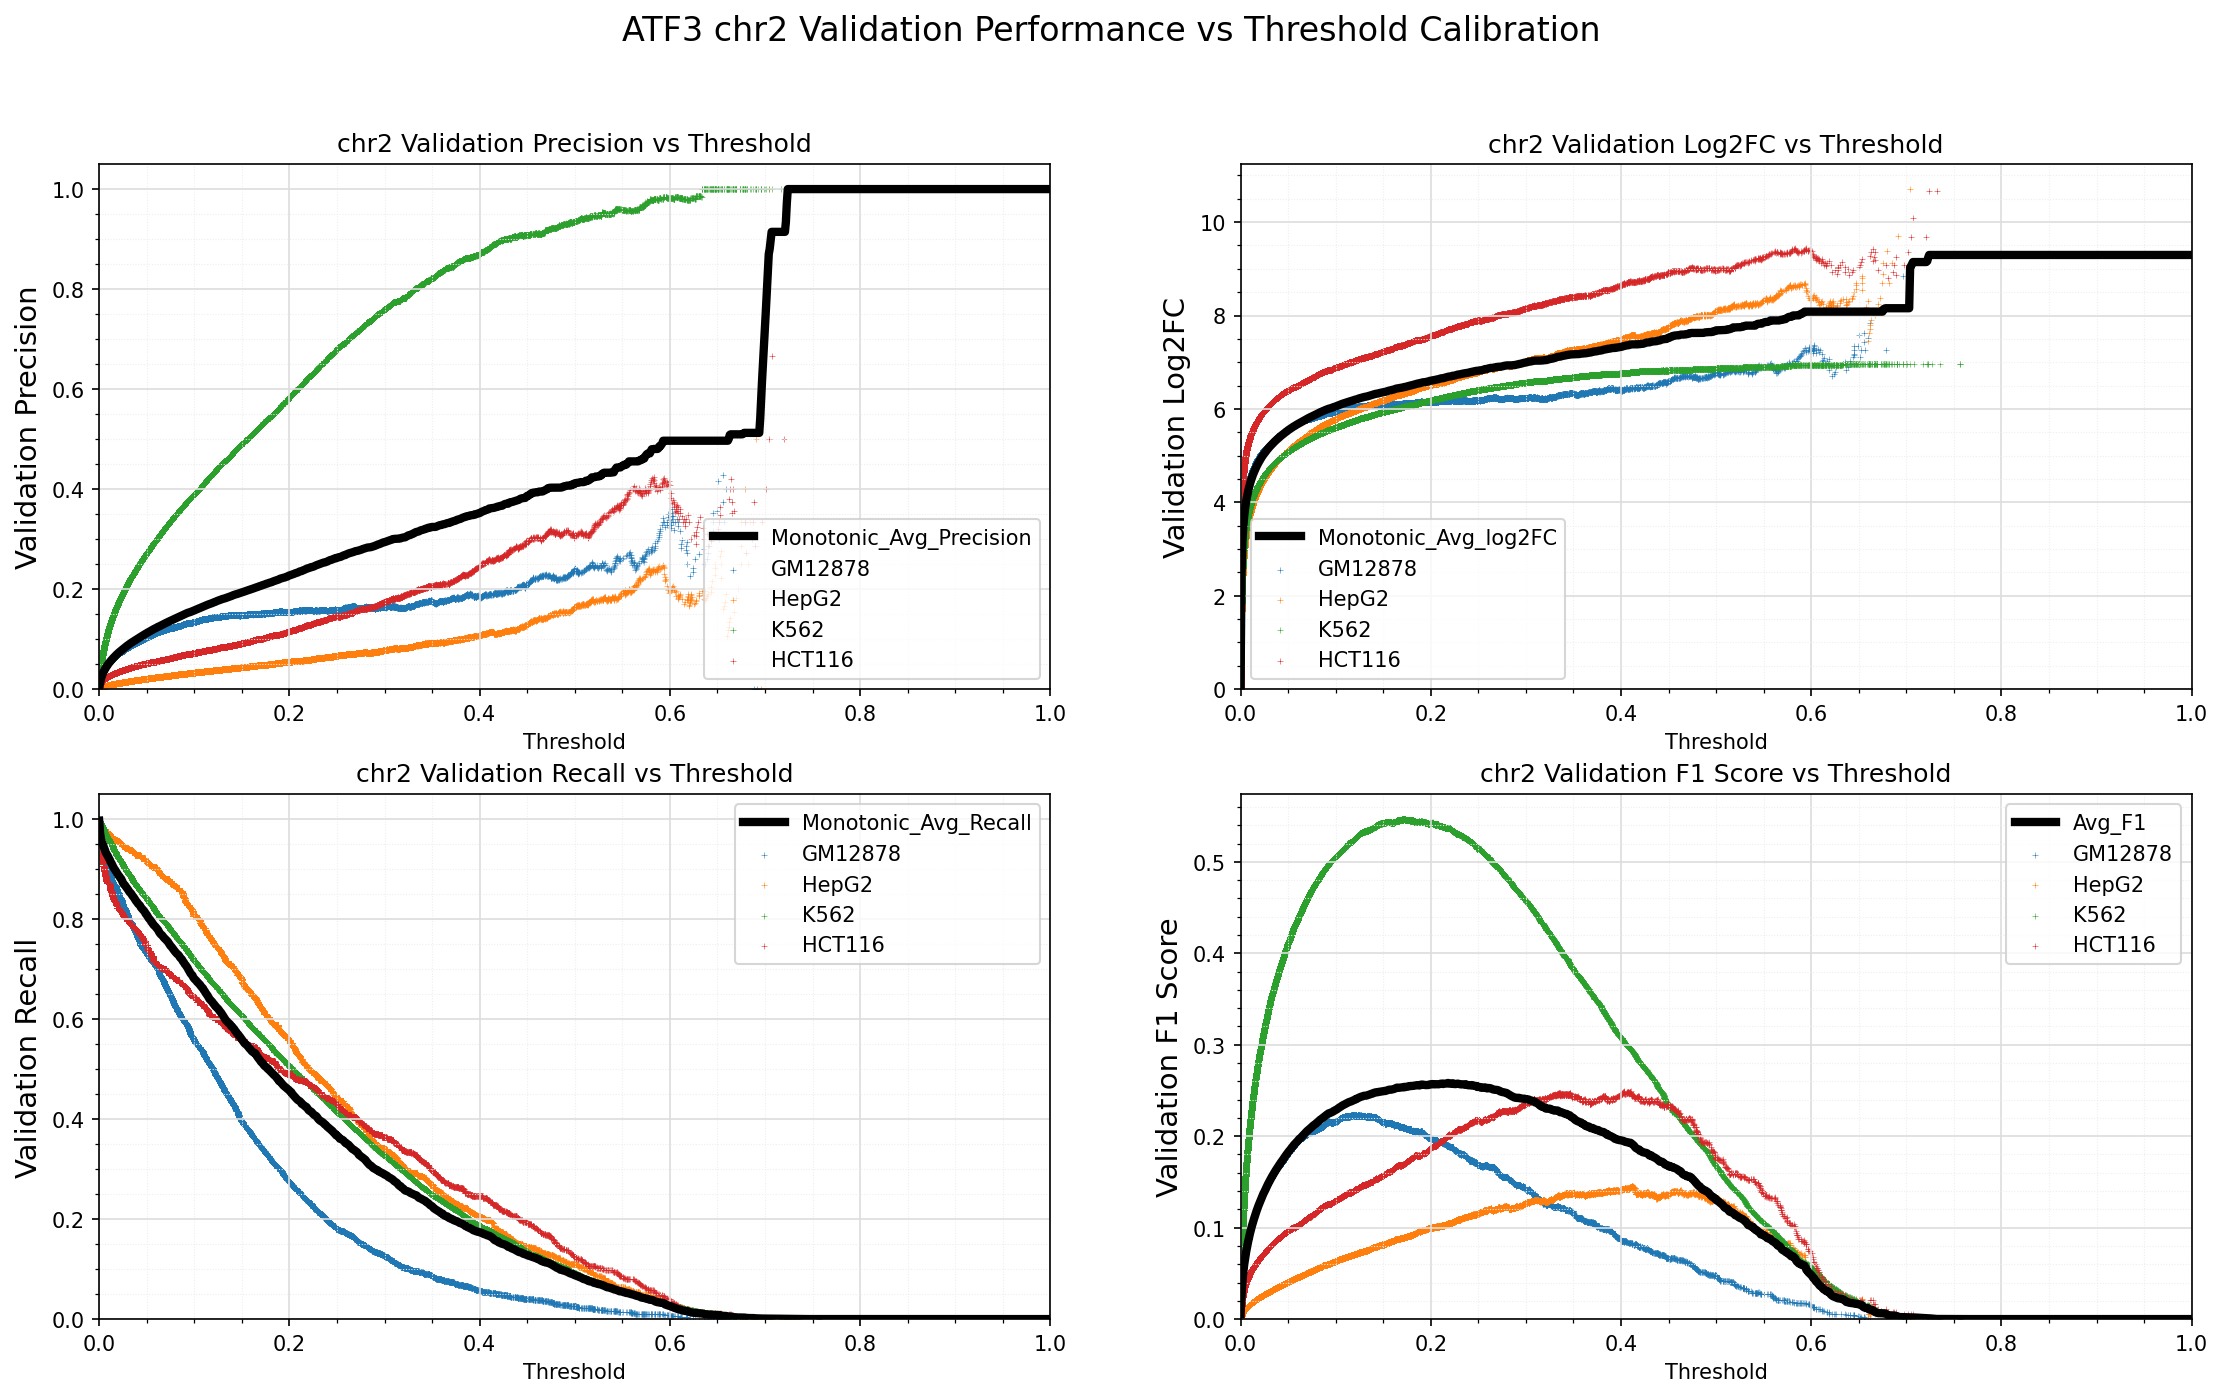 ATF3 chr2 Validation Performance vs Threshold Calibration
chr2 Validation Precision vs Threshold
Validation Precision
1.0
0.8
0.6
0.4
0.2
0.0
0.0 0.2 0.4 0.6 0.8 1.0
Threshold
Monotonic_Avg_Precision
GM12878
HepG2
K562
HCT116
chr2 Validation Log2FC vs Threshold
Validation Log2FC
10
8
6
4
2
0
0.0 0.2 0.4 0.6 0.8 1.0
Threshold
Monotonic_Avg_log2FC
GM12878
HepG2
K562
HCT116
chr2 Validation Recall vs Threshold
Validation Recall
1.0
0.8
0.6
0.4
0.2
0.0
0.0 0.2 0.4 0.6 0.8 1.0
Threshold
Monotonic_Avg_Recall
GM12878
HepG2
K562
HCT116
chr2 Validation F1 Score vs Threshold
Validation F1 Score
0.5
0.4
0.3
0.2
0.1
0.0
0.0 0.2 0.4 0.6 0.8 1.0
Threshold
Avg_F1
GM12878
HepG2
K562
HCT116